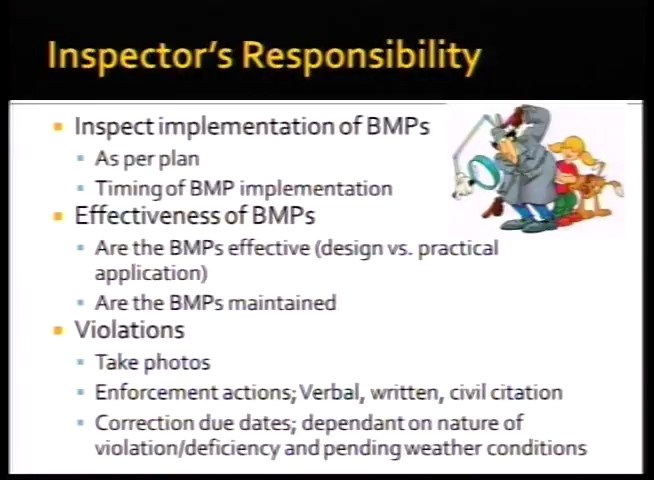 Inspector's Responsibility
Inspect implementation of BMPs
As per plan
Timing of BMP implementation
Effectiveness of BMPs
Are the BMPs effective (design vs. practical
application)
Are the BMPs maintained
Violations
Take photos
Enforcement actions; Verbal, written, civil citation
Correction due dates; dependant on nature of
violation/deficiency and pending weather conditions